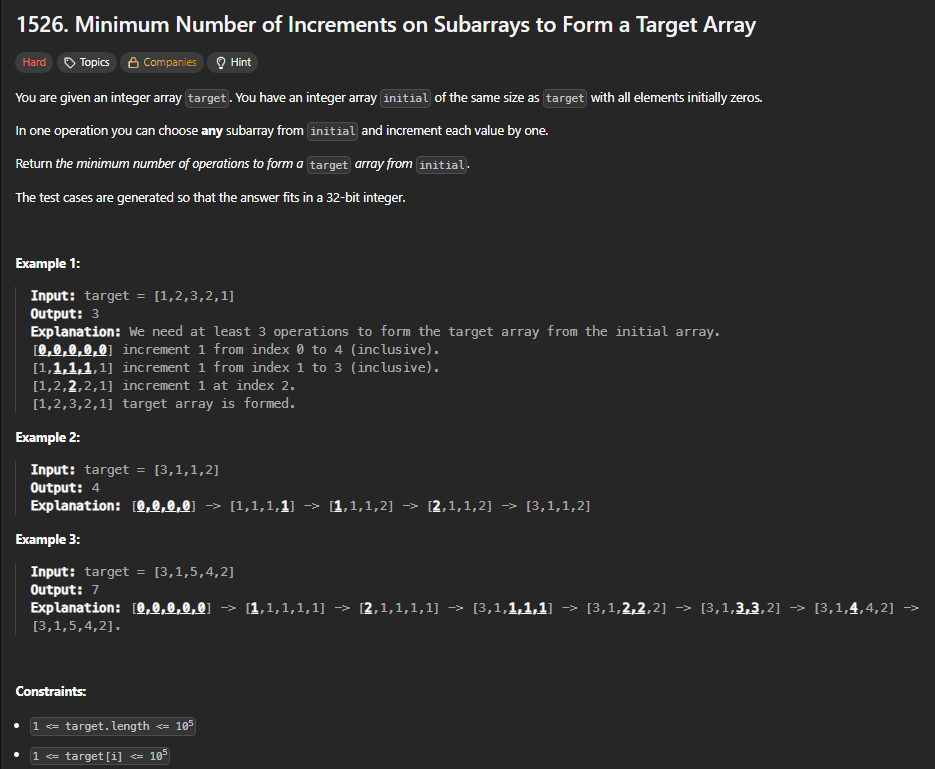 1526. Minimum Number of Increments on Subarrays to Form a Target Array
Hard Topics Companies Hint
You are given an integer array target. You have an integer array initial of the same size as target with all elements initially zeros.
In one operation you can choose any subarray from initial and increment each value by one.
Return the minimum number of operations to form a target array from initial.
The test cases are generated so that the answer fits in a 32-bit integer.
Example 1:
Input: target = [1,2,3,2,1]
Output: 3
Explanation: We need at least 3 operations to form the target array from the initial array.
[0,0,0,0,0] increment 1 from index 0 to 4 (inclusive).
[1,1,1,1,1] increment 1 from index 1 to 3 (inclusive).
[1,2,2,2,1] increment 1 at index 2.
[1,2,3,2,1] target array is formed.
Example 2:
Input: target = [3,1,1,2]
Output: 4
Explanation: [0,0,0,0] -> [1,1,1,1] -> [1,1,1,2] -> [2,1,1,2] -> [3,1,1,2]
Example 3:
Input: target = [3,1,5,4,2]
Output: 7
Explanation: [0,0,0,0,0] -> [1,1,1,1,1] -> [2,1,1,1,1] -> [3,1,1,1,1] -> [3,1,2,2,2] -> [3,1,3,3,2] -> [3,1,4,4,2] ->
[3,1,5,4,2].
Constraints:
• 1 <= target.length <= 10⁵
• 1 <= target[i] <= 10⁵